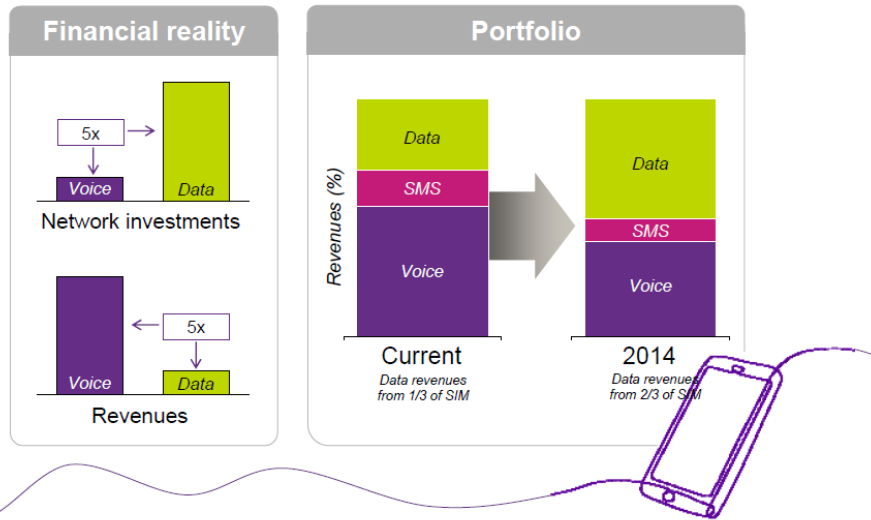 Financial reality
5x
Voice
Data
Network investments
5x
Voice
Data
Revenues
Portfolio
Revenues (%)
Data
SMS
Voice
Current
Data revenues
from 1/3 of SIM
Data
SMS
Voice
2014
Data revenues
from 2/3 of SIM